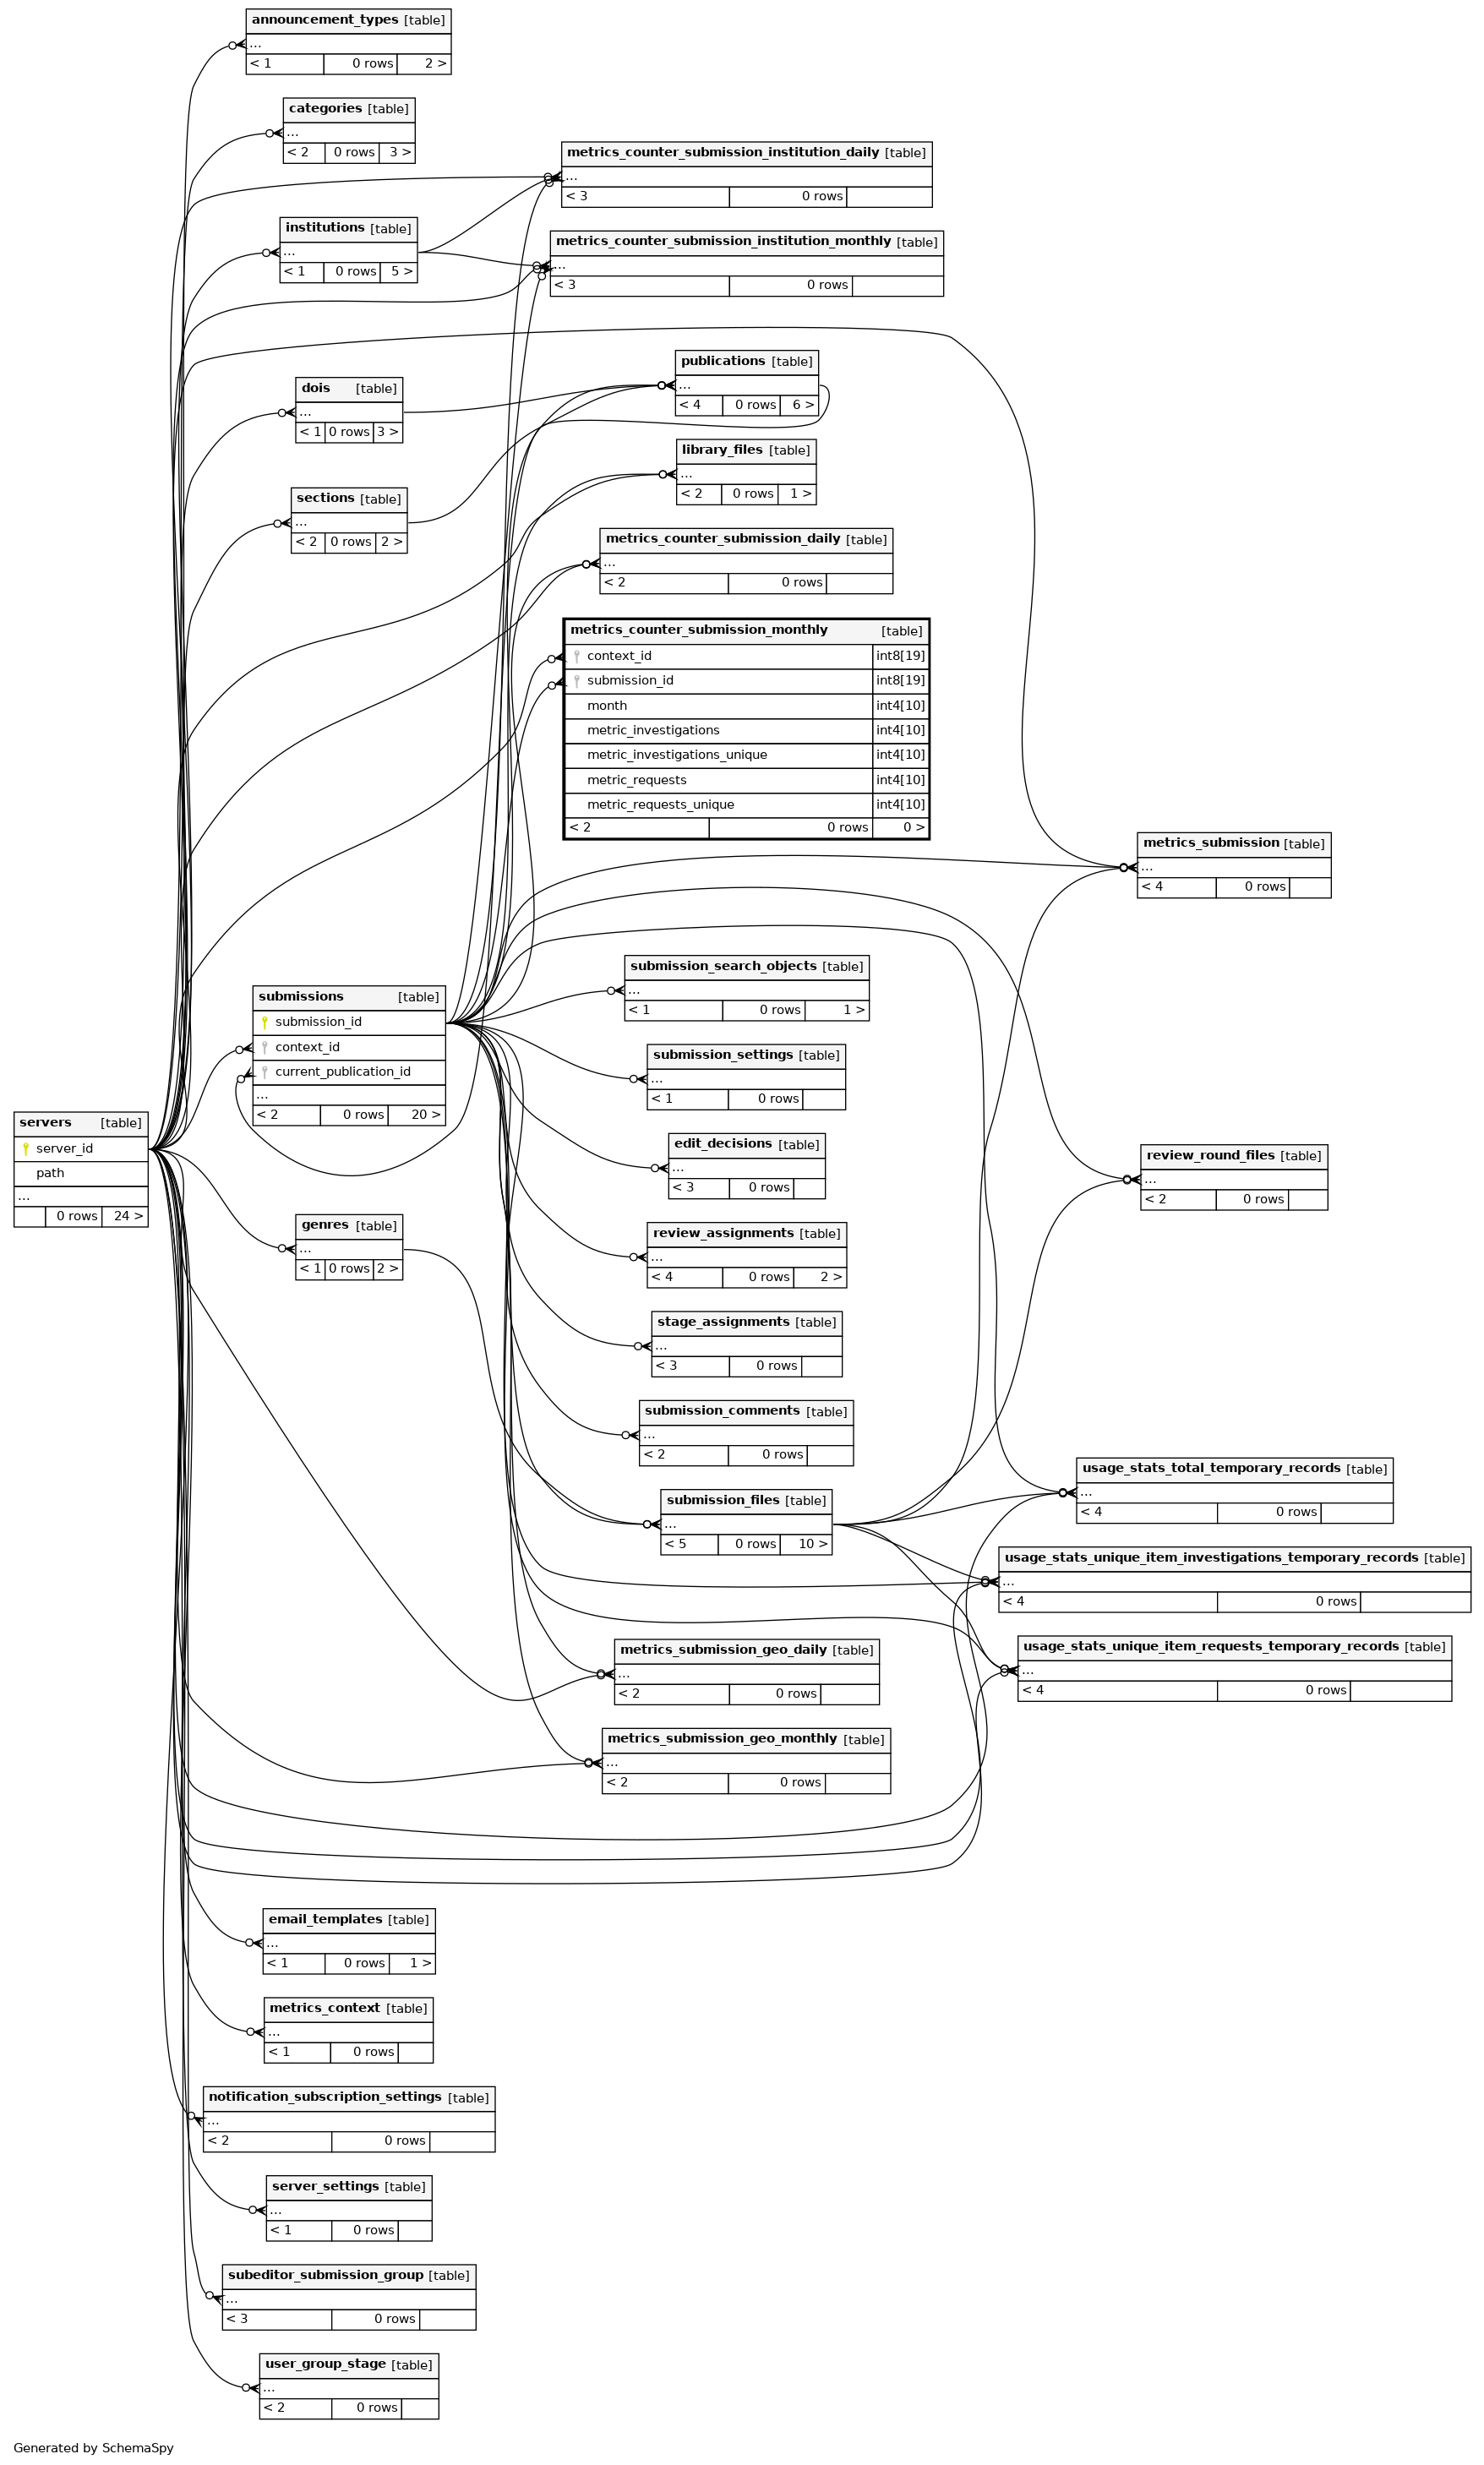 announcement_types [table]
...
< 1 0 rows 2 >
categories [table]
...
< 2 0 rows 3 >
metrics_counter_submission_institution_daily [table]
...
< 3 0 rows
institutions [table]
...
< 1 0 rows 5 >
metrics_counter_submission_institution_monthly [table]
...
< 3 0 rows
publications [table]
...
< 4 0 rows 6 >
dois [table]
...
< 1 0 rows 3 >
library_files [table]
...
< 2 0 rows 1 >
sections [table]
...
< 2 0 rows 2 >
metrics_counter_submission_daily [table]
...
< 2 0 rows
metrics_counter_submission_monthly [table]
context_id int8[19]
submission_id int8[19]
month int4[10]
metric_investigations int4[10]
metric_investigations_unique int4[10]
metric_requests int4[10]
metric_requests_unique int4[10]
< 2 0 rows 0 >
metrics_submission [table]
...
< 4 0 rows
submission_search_objects [table]
...
< 1 0 rows 1 >
submissions [table]
submission_id
context_id
current_publication_id
...
< 2 0 rows 20 >
submission_settings [table]
...
< 1 0 rows
servers [table]
server_id
path
...
0 rows 24 >
edit_decisions [table]
...
< 3 0 rows
review_round_files [table]
...
< 2 0 rows
genres [table]
...
< 1 0 rows 2 >
review_assignments [table]
...
< 4 0 rows 2 >
stage_assignments [table]
...
< 3 0 rows
submission_comments [table]
...
< 2 0 rows
usage_stats_total_temporary_records [table]
...
< 4 0 rows
submission_files [table]
...
< 5 0 rows 10 >
usage_stats_unique_item_investigations_temporary_records [table]
...
< 4 0 rows
usage_stats_unique_item_requests_temporary_records [table]
...
< 4 0 rows
metrics_submission_geo_daily [table]
...
< 2 0 rows
metrics_submission_geo_monthly [table]
...
< 2 0 rows
email_templates [table]
...
< 1 0 rows 1 >
metrics_context [table]
...
< 1 0 rows
notification_subscription_settings [table]
...
< 2 0 rows
server_settings [table]
...
< 1 0 rows
subeditor_submission_group [table]
...
< 3 0 rows
user_group_stage [table]
...
< 2 0 rows
Generated by SchemaSpy